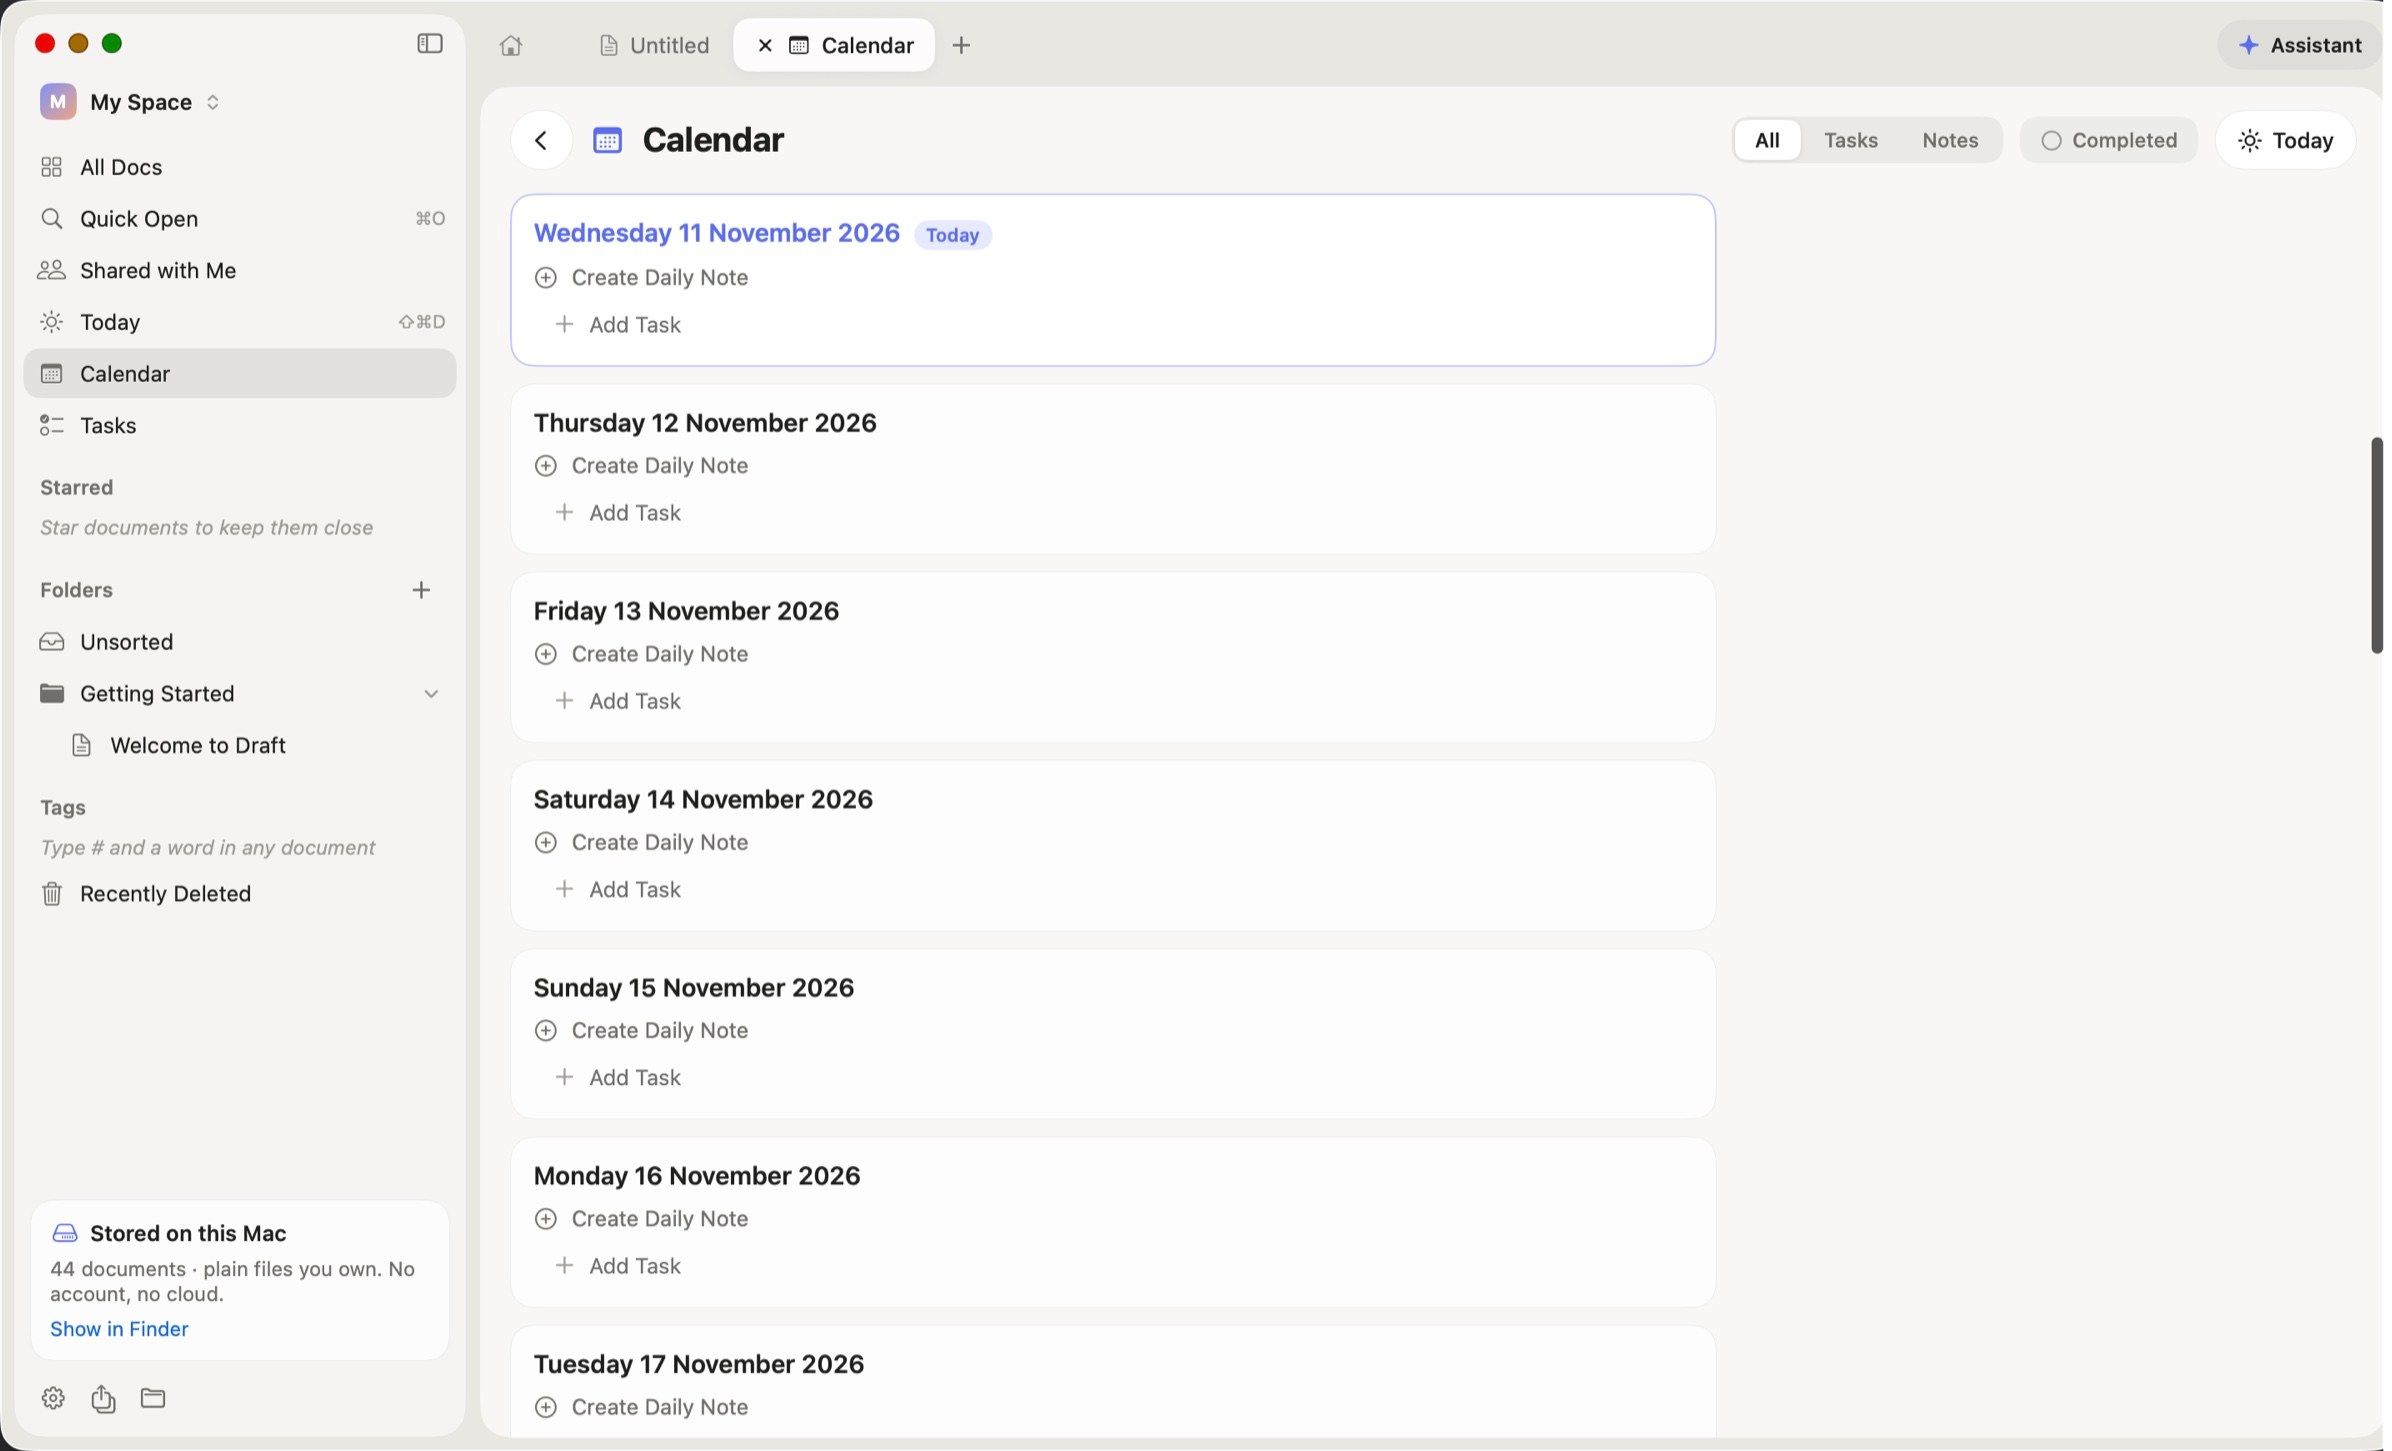 M My Space
All Docs
Quick Open ⌘O
Shared with Me
Today ⇧⌘D
Calendar
Tasks
Starred
Star documents to keep them close
Folders
Unsorted
Getting Started
Welcome to Draft
Tags
Type # and a word in any document
Recently Deleted
Stored on this Mac
44 documents · plain files you own. No
account, no cloud.
Show in Finder
Untitled
Calendar
Assistant
Calendar
All Tasks Notes
Completed
Today
Wednesday 11 November 2026 Today
Create Daily Note
Add Task
Thursday 12 November 2026
Create Daily Note
Add Task
Friday 13 November 2026
Create Daily Note
Add Task
Saturday 14 November 2026
Create Daily Note
Add Task
Sunday 15 November 2026
Create Daily Note
Add Task
Monday 16 November 2026
Create Daily Note
Add Task
Tuesday 17 November 2026
Create Daily Note